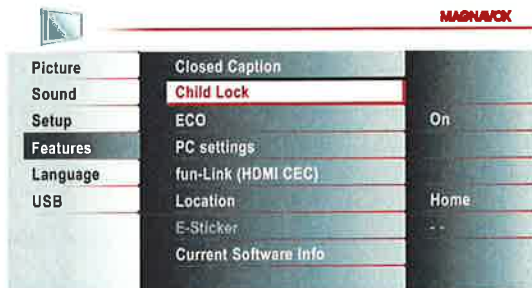 MAGNAVOX
Picture
Sound
Setup
Features
Language
USB
Closed Caption
Child Lock
ECO On
PC settings
fun-Link (HDMI CEC)
Location Home
E-Sticker - -
Current Software Info